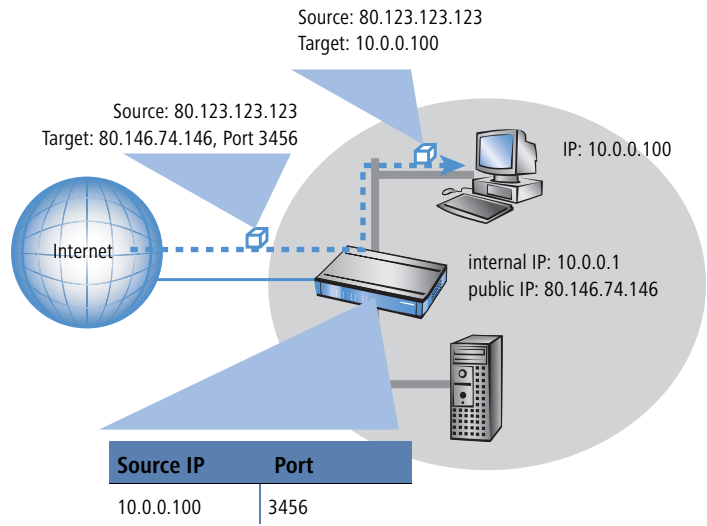 Source: 80.123.123.123
Target: 10.0.0.100
Source: 80.123.123.123
Target: 80.146.74.146, Port 3456
IP: 10.0.0.100
Internet
internal IP: 10.0.0.1
public IP: 80.146.74.146
Source IP Port
10.0.0.100 3456